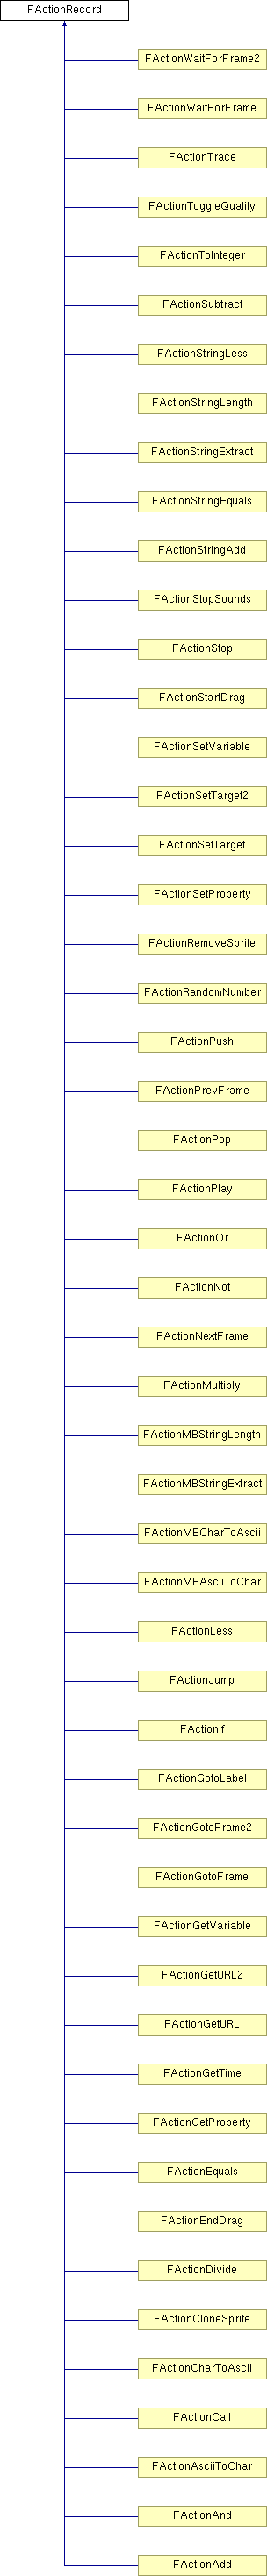 FActionRecord
FActionWaitForFrame2
FActionWaitForFrame
FActionTrace
FActionToggleQuality
FActionToInteger
FActionSubtract
FActionStringLess
FActionStringLength
FActionStringExtract
FActionStringEquals
FActionStringAdd
FActionStopSounds
FActionStop
FActionStartDrag
FActionSetVariable
FActionSetTarget2
FActionSetTarget
FActionSetProperty
FActionRemoveSprite
FActionRandomNumber
FActionPush
FActionPrevFrame
FActionPop
FActionPlay
FActionOr
FActionNot
FActionNextFrame
FActionMultiply
FActionMBStringLength
FActionMBStringExtract
FActionMBCharToAscii
FActionMBAsciiToChar
FActionLess
FActionJump
FActionIf
FActionGotoLabel
FActionGotoFrame2
FActionGotoFrame
FActionGetVariable
FActionGetURL2
FActionGetURL
FActionGetTime
FActionGetProperty
FActionEquals
FActionEndDrag
FActionDivide
FActionCloneSprite
FActionCharToAscii
FActionCall
FActionAsciiToChar
FActionAnd
FActionAdd